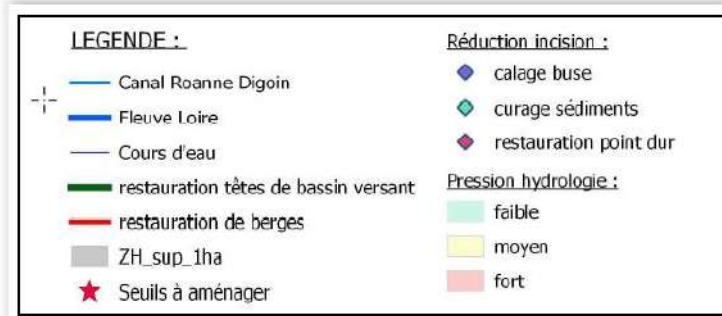 LEGENDE :
Canal Roanne Digoin
Fleuve Loire
Cours d'eau
restauration têtes de bassin versant
restauration de berges
ZH_sup_1ha
Seuils à aménager
Réduction incision :
calage buse
curage sédiments
restauration point dur
Pression hydrologie :
faible
moyen
fort